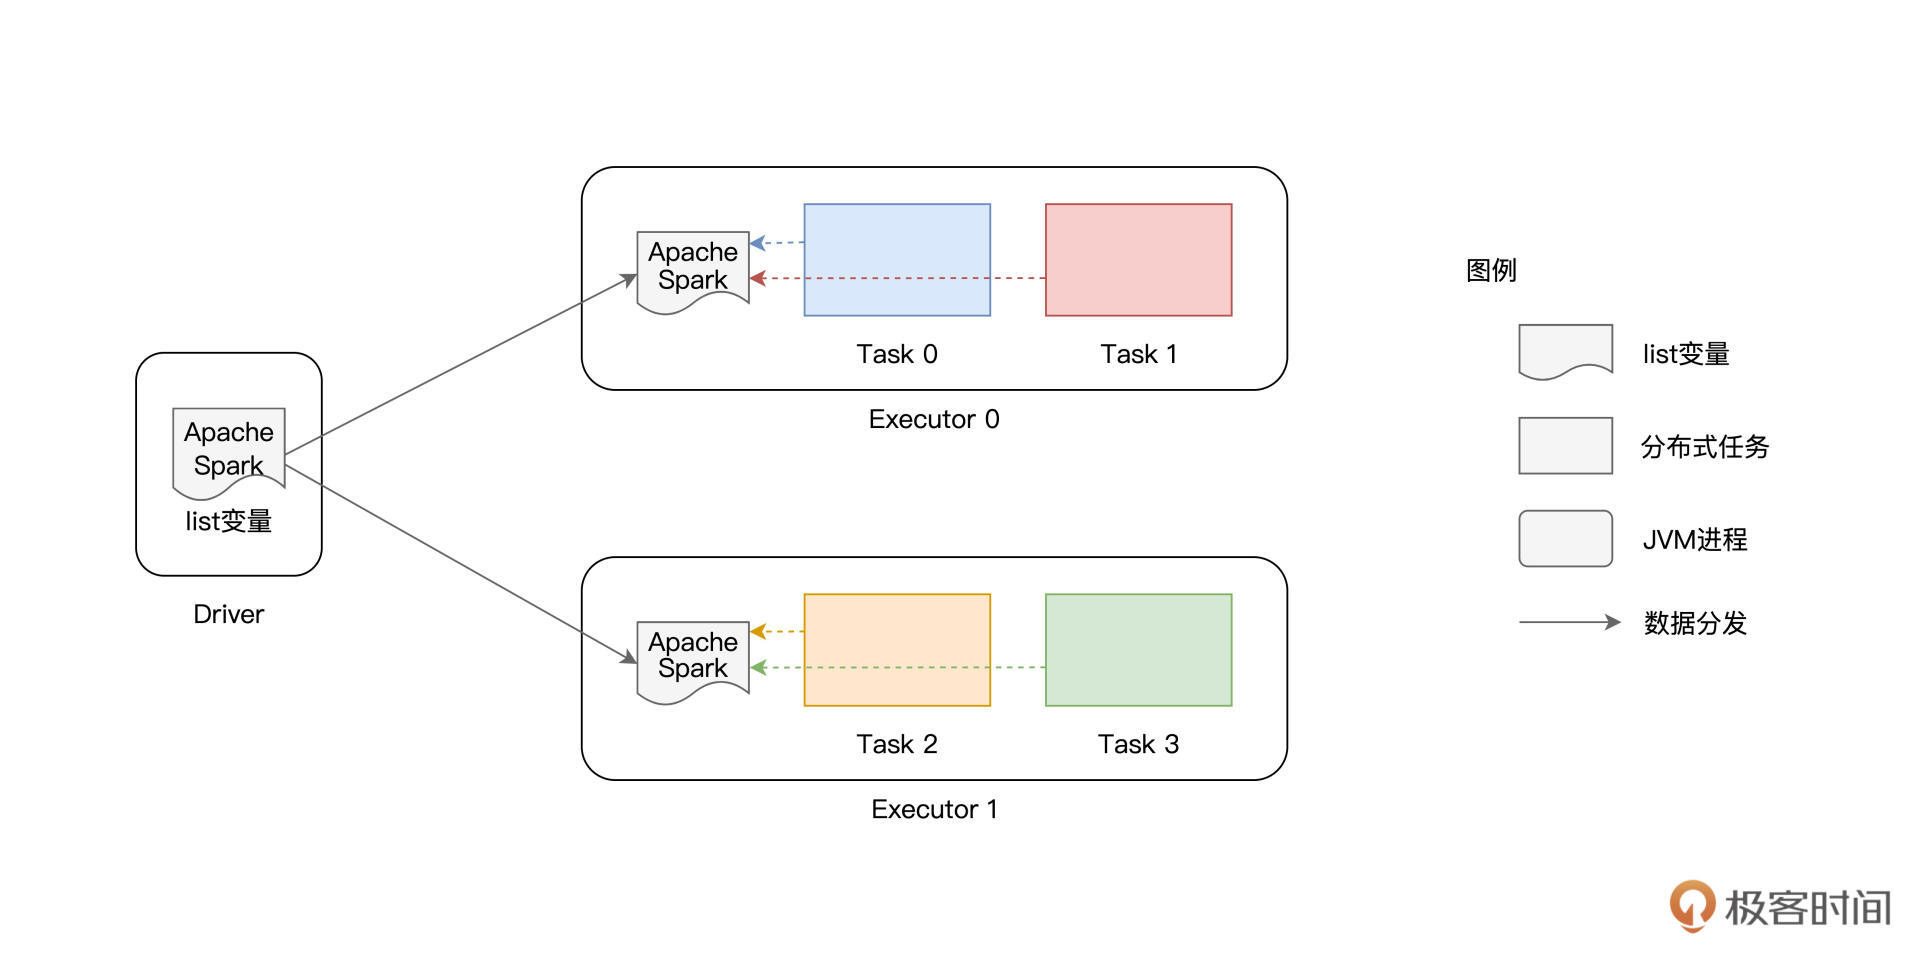 Apache
Spark
list变量
Driver
Apache
Spark
Task 0
Task 1
Executor 0
Apache
Spark
Task 2
Task 3
Executor 1
图例
list变量
分布式任务
JVM进程
数据分发
极客时间